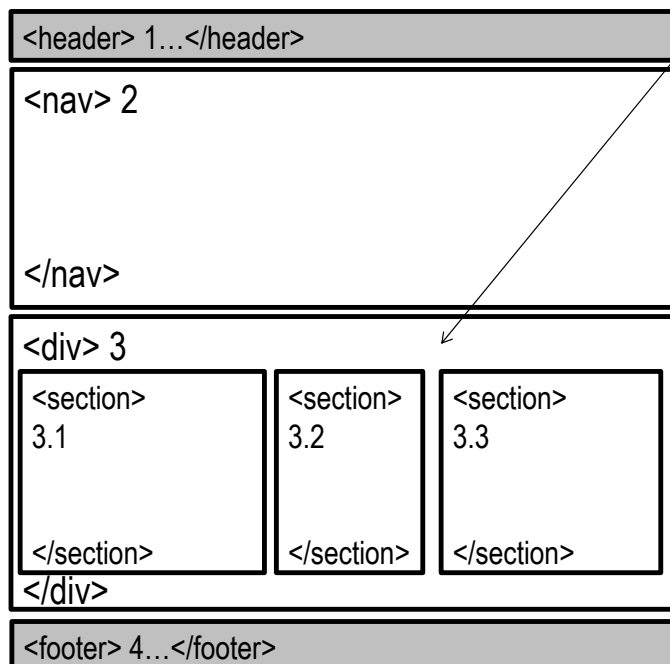 <header> 1…</header>
<nav> 2
</nav>
<div> 3
<section>
3.1
</section>
<section>
3.2
</section>
<section>
3.3
</section>
</div>
<footer> 4…</footer>